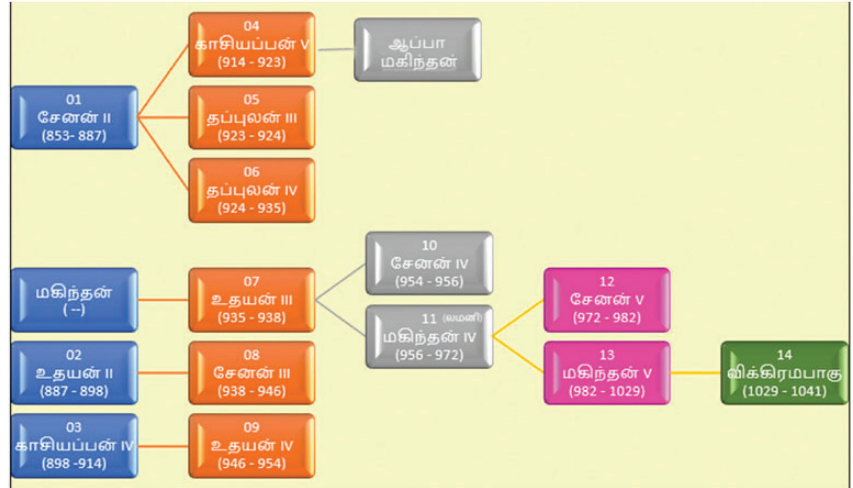 04
காசியப்பன் V
(914 - 923)
ஆப்பா
மகிந்தன்
01
சேனன் II
(853- 887)
05
தப்புலன் III
(923 - 924)
06
தப்புலன் IV
(924 - 935)
மகிந்தன்
( --)
07
உதயன் III
(935 - 938)
10
சேனன் IV
(954 - 956)
11 (லமனி)
மகிந்தன் IV
(956 - 972)
12
சேனன் V
(972 - 982)
02
உதயன் II
(887 - 898)
08
சேனன் III
(938 - 946)
13
மகிந்தன் V
(982 - 1029)
14
விக்கிரமபாகு
(1029 - 1041)
03
காசியப்பன் IV
(898 -914)
09
உதயன் IV
(946 - 954)